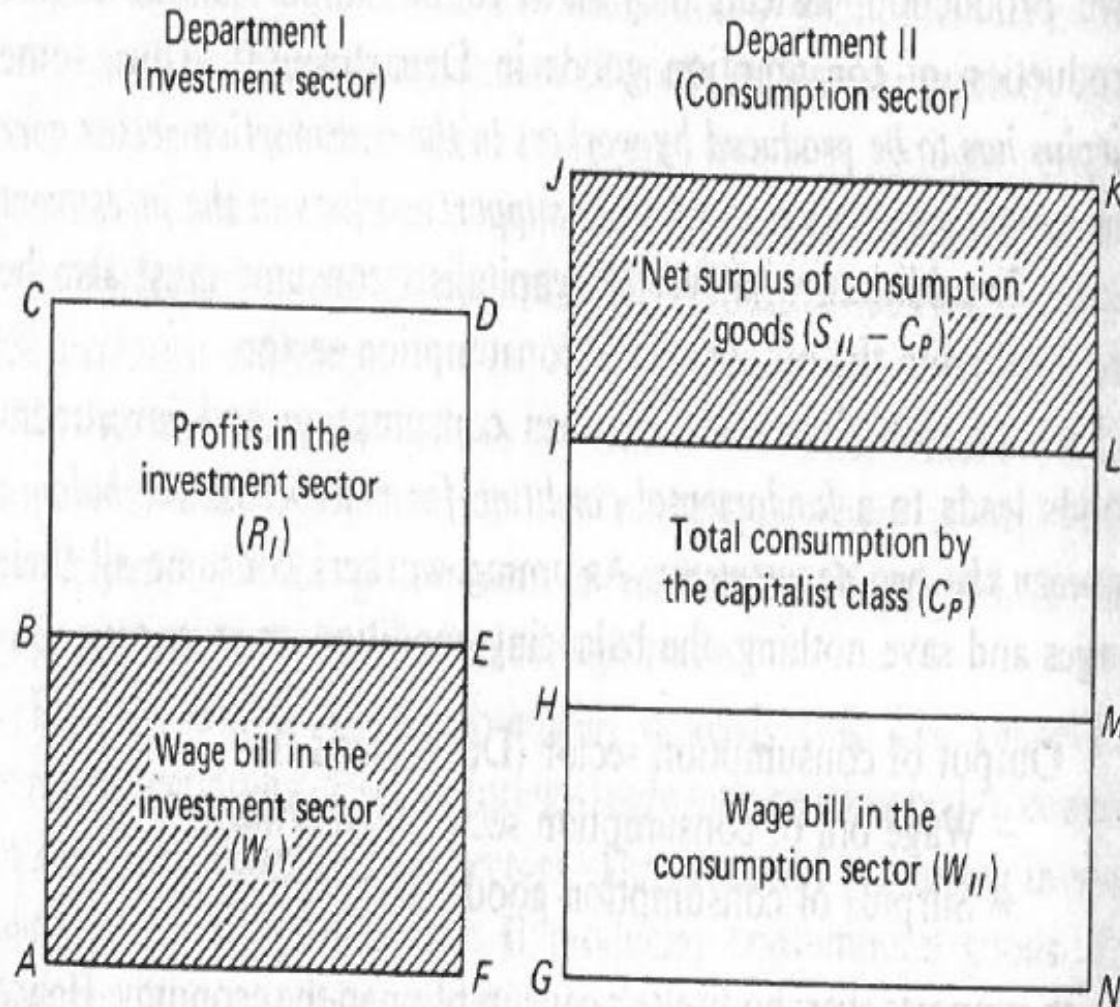 Department I
(Investment sector)
Department II
(Consumption sector)
J
K
"Net surplus of consumption
goods (S_II – C_P)
C
D
I
L
Profits in the
investment sector
(R_I)
Total consumption by
the capitalist class (C_P)
B
E
H
M
Wage bill in the
investment sector
(W_I)
Wage bill in the
consumption sector (W_II)
A
F
G
N